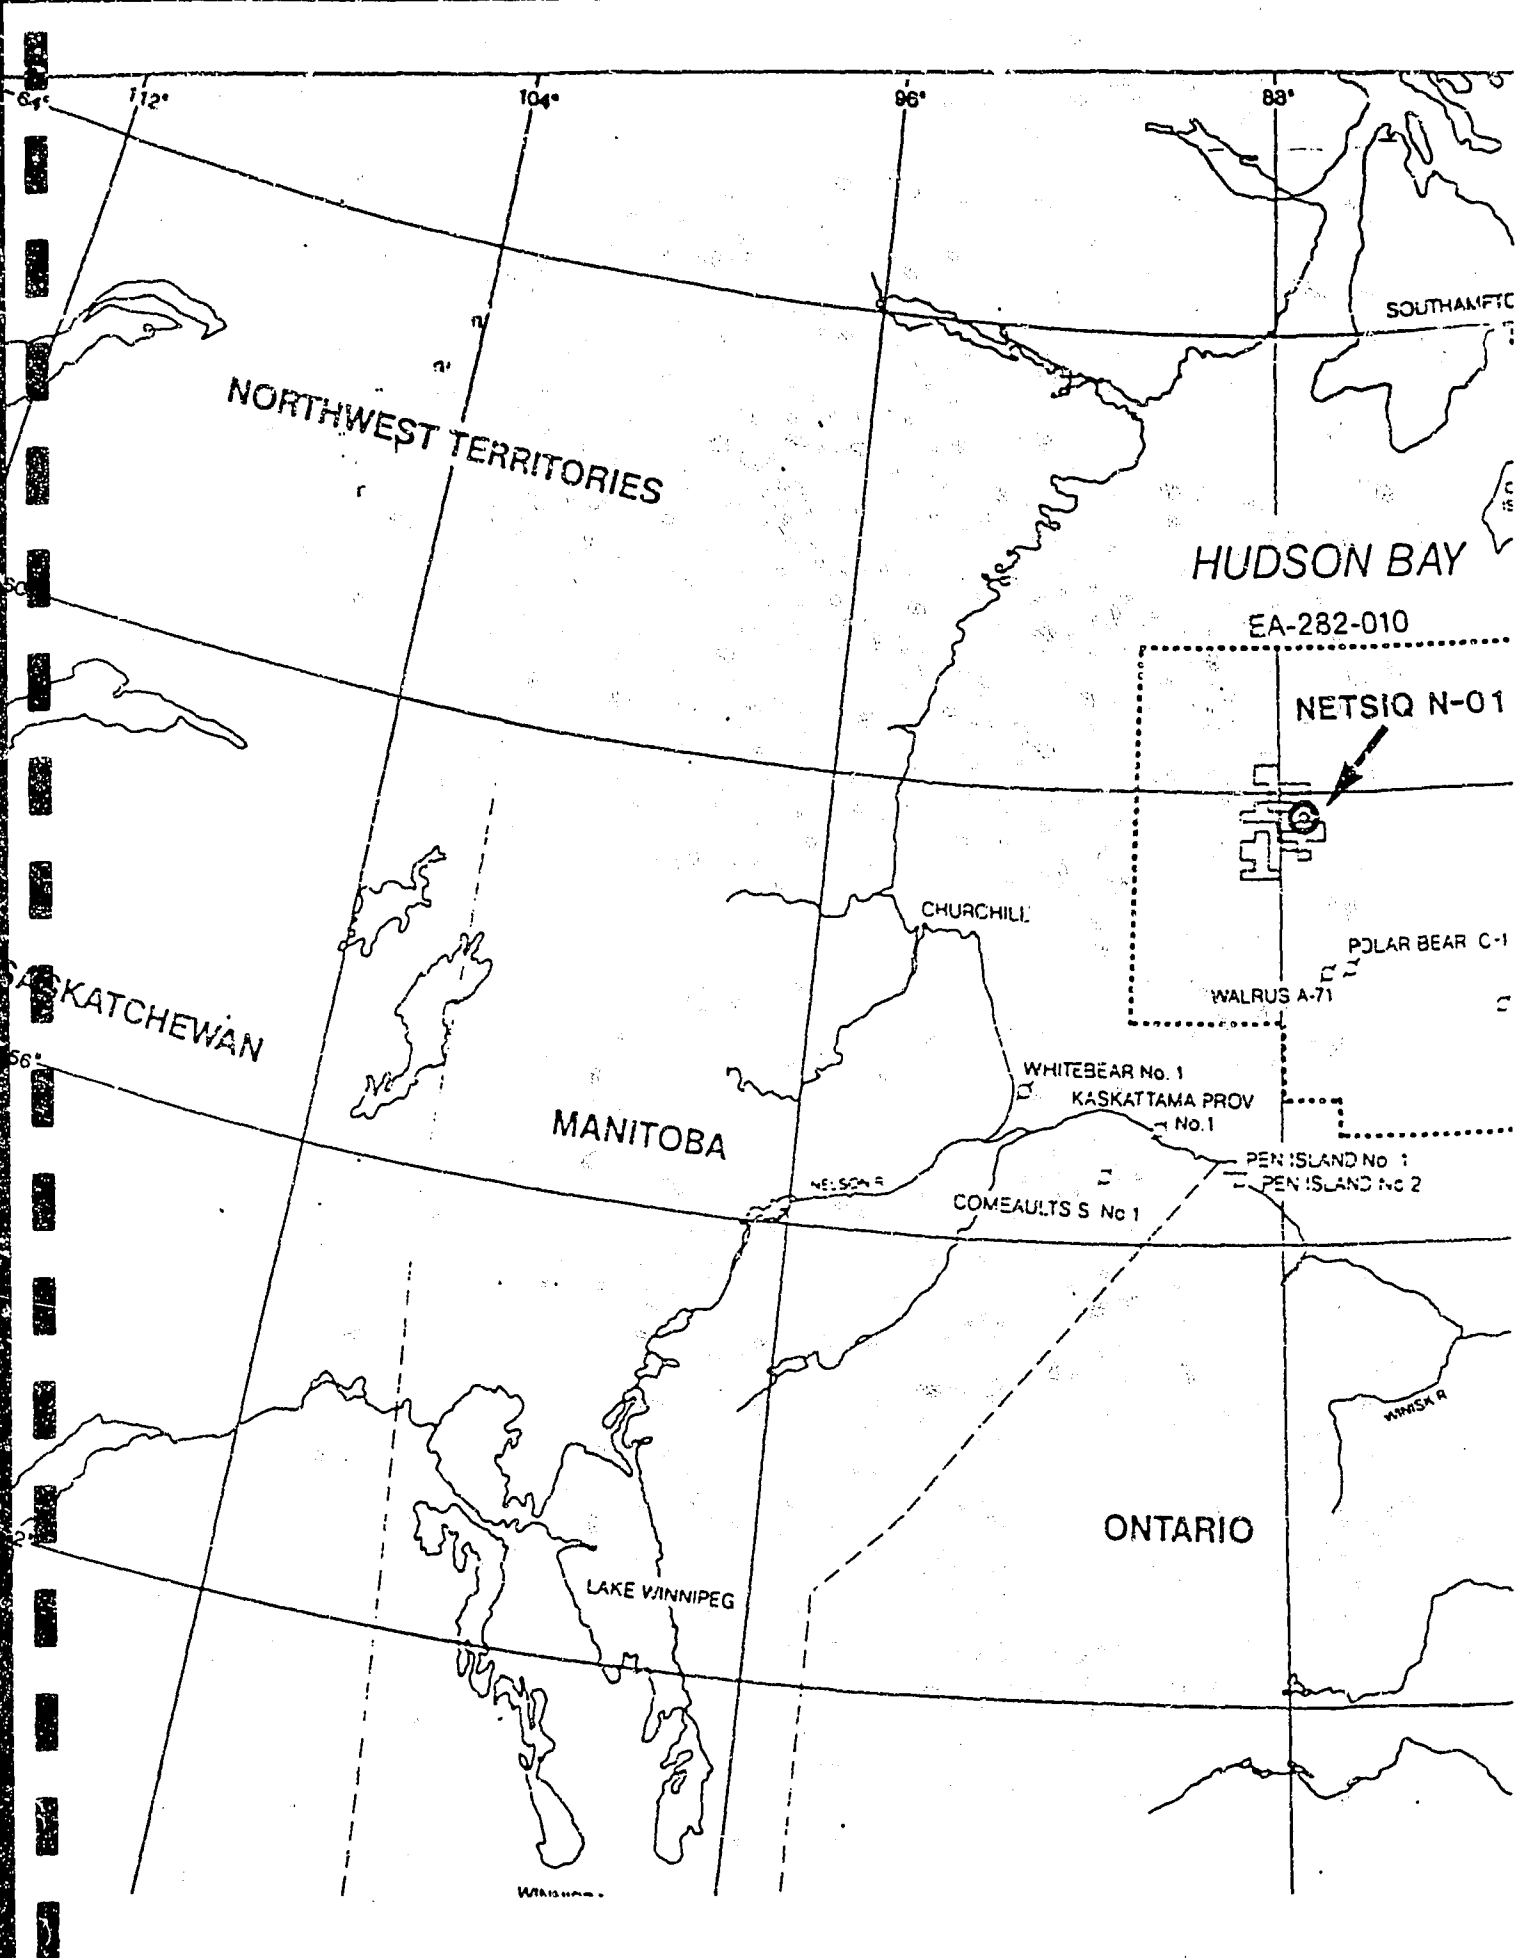 64°
112°
104°
96°
88°
NORTHWEST TERRITORIES
HUDSON BAY
EA-282-010
NETSIQ N-01
CHURCHILL
POLAR BEAR C-1
WALRUS A-71
SASKATCHEWAN
56°
WHITEBEAR No. 1
KASKATTAMA PROV
No.1
MANITOBA
PEN ISLAND No 1
PEN ISLAND No 2
NELSON R
COMEAULTS S No 1
WINISK R
ONTARIO
LAKE WINNIPEG